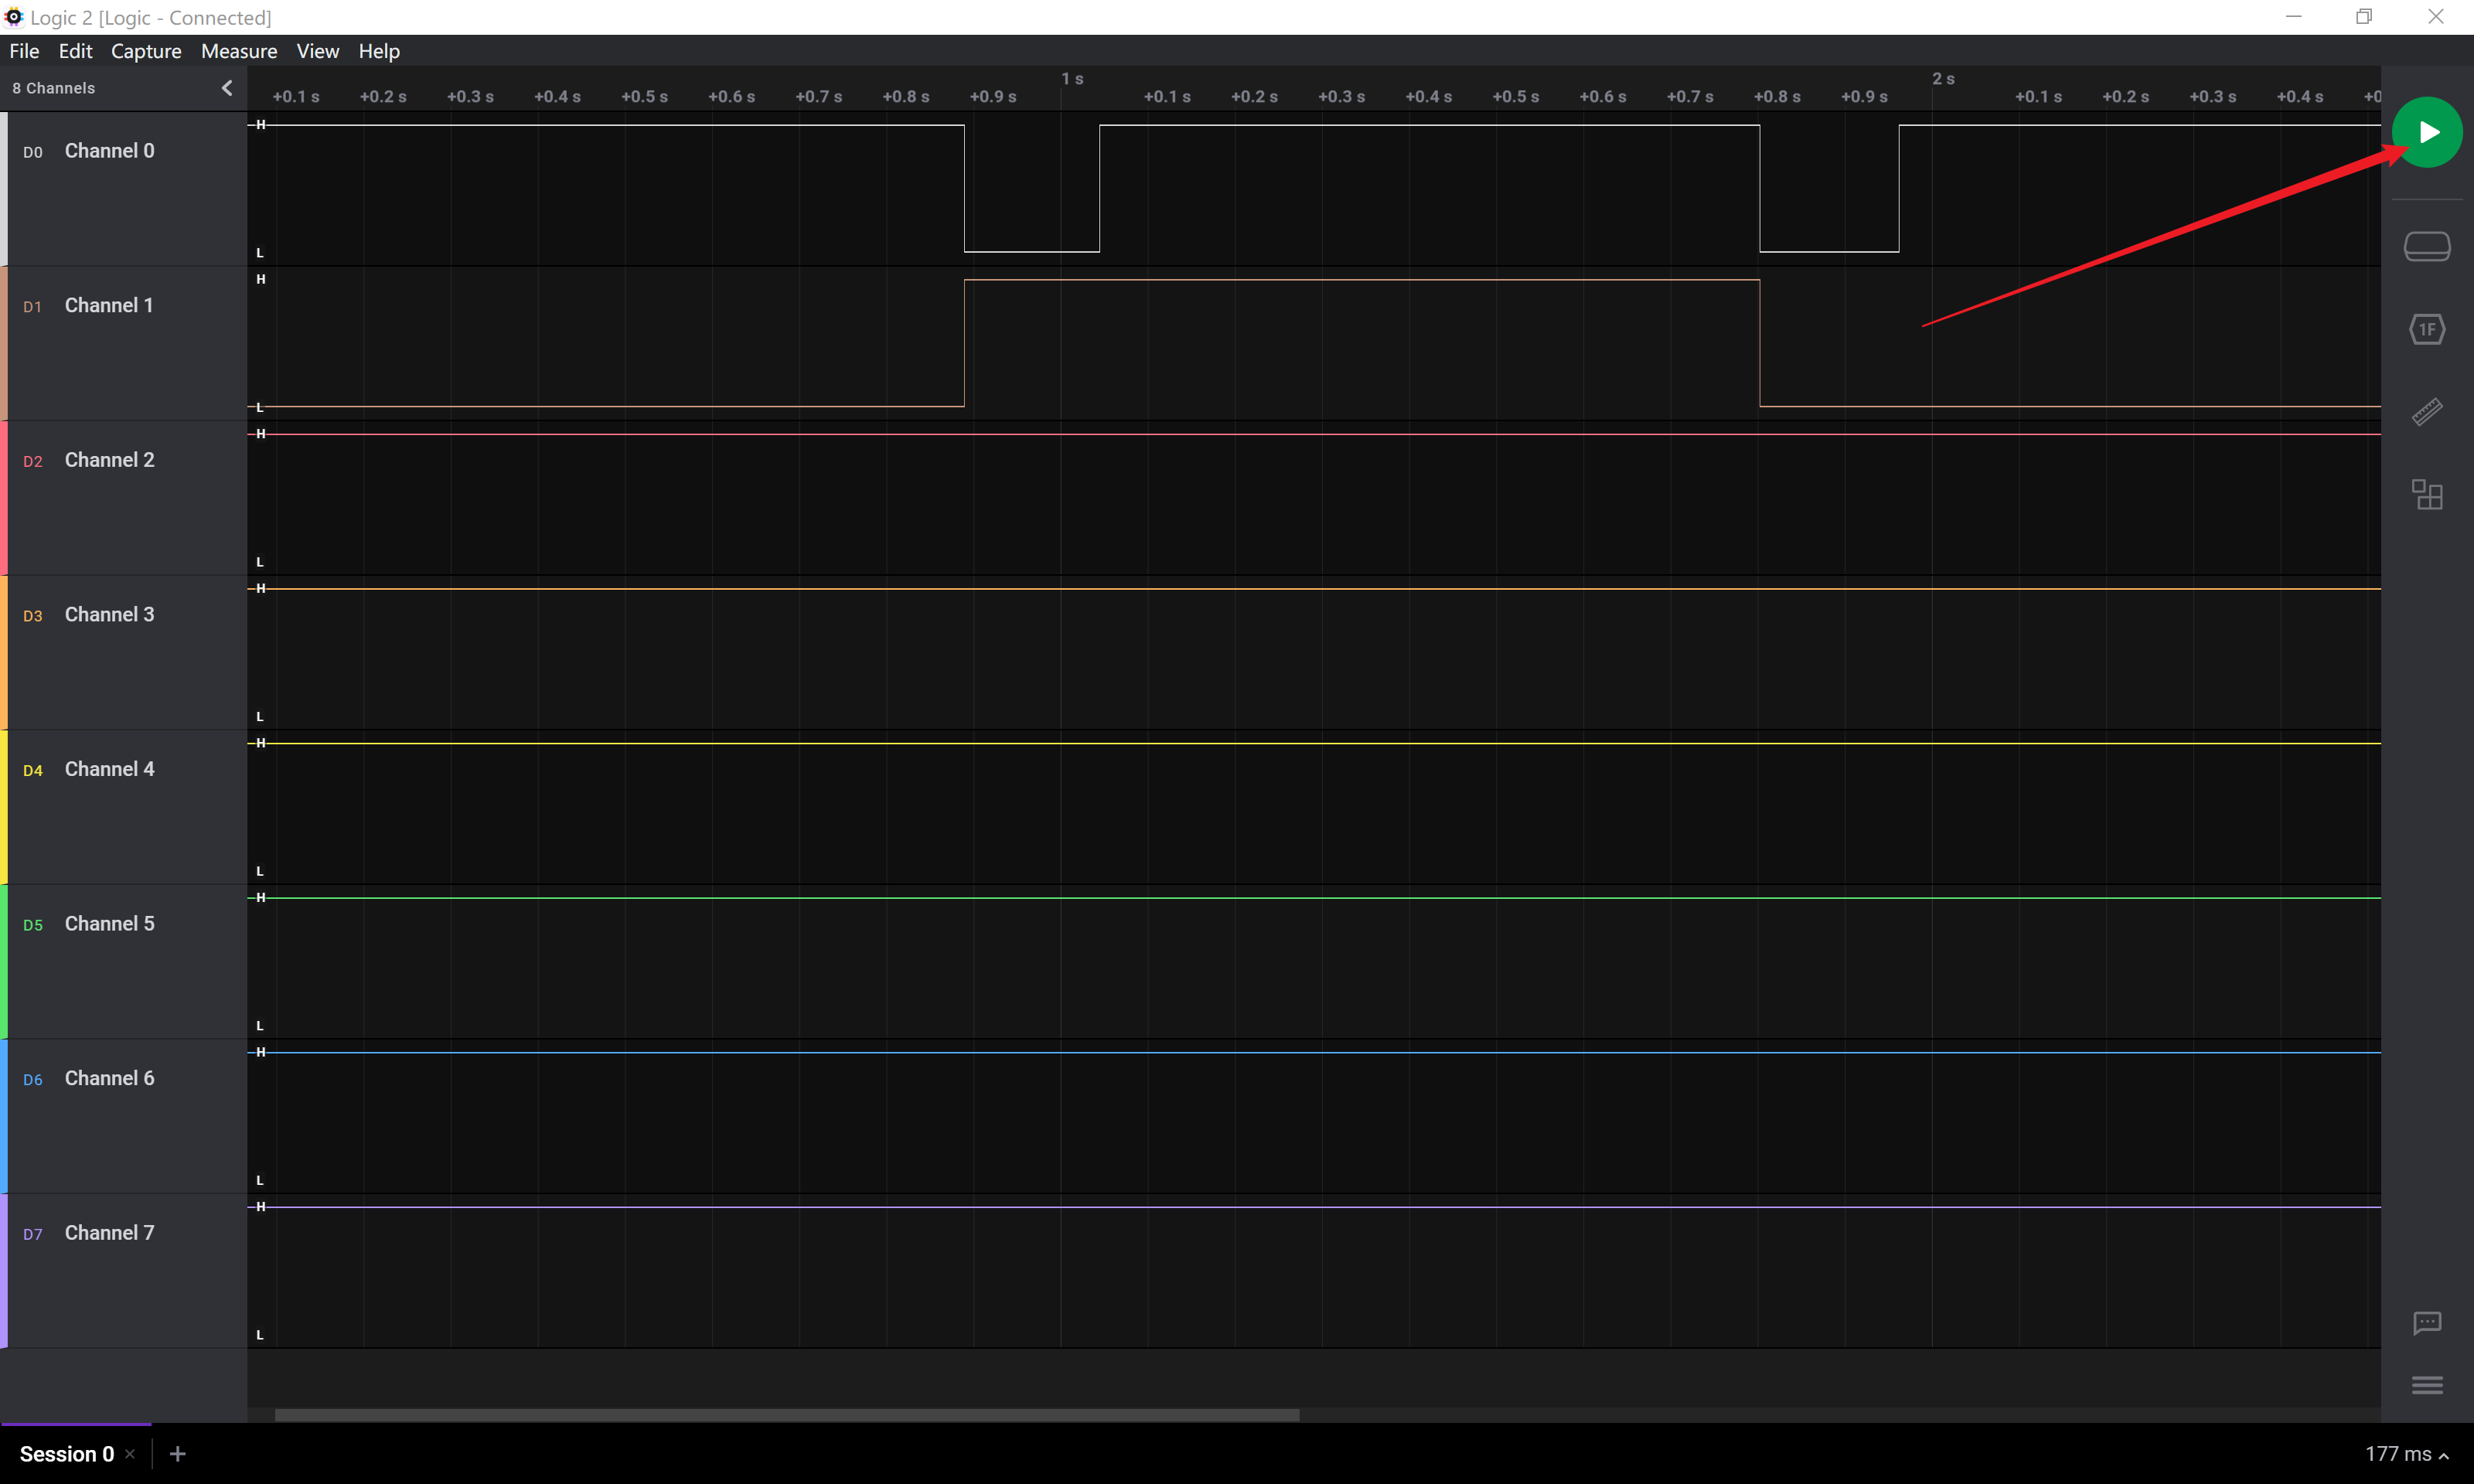 Logic 2 [Logic - Connected]
File Edit Capture Measure View Help
8 Channels
1 s 2 s
+0.1 s +0.2 s +0.3 s +0.4 s +0.5 s +0.6 s +0.7 s +0.8 s +0.9 s +0.1 s +0.2 s +0.3 s +0.4 s +0.5 s +0.6 s +0.7 s +0.8 s +0.9 s +0.1 s +0.2 s +0.3 s +0.4 s +0
H
D0 Channel 0
L
H
D1 Channel 1
1F
L
H
D2 Channel 2
L
H
D3 Channel 3
L
H
D4 Channel 4
L
H
D5 Channel 5
L
H
D6 Channel 6
L
H
D7 Channel 7
L
Session 0
177 ms